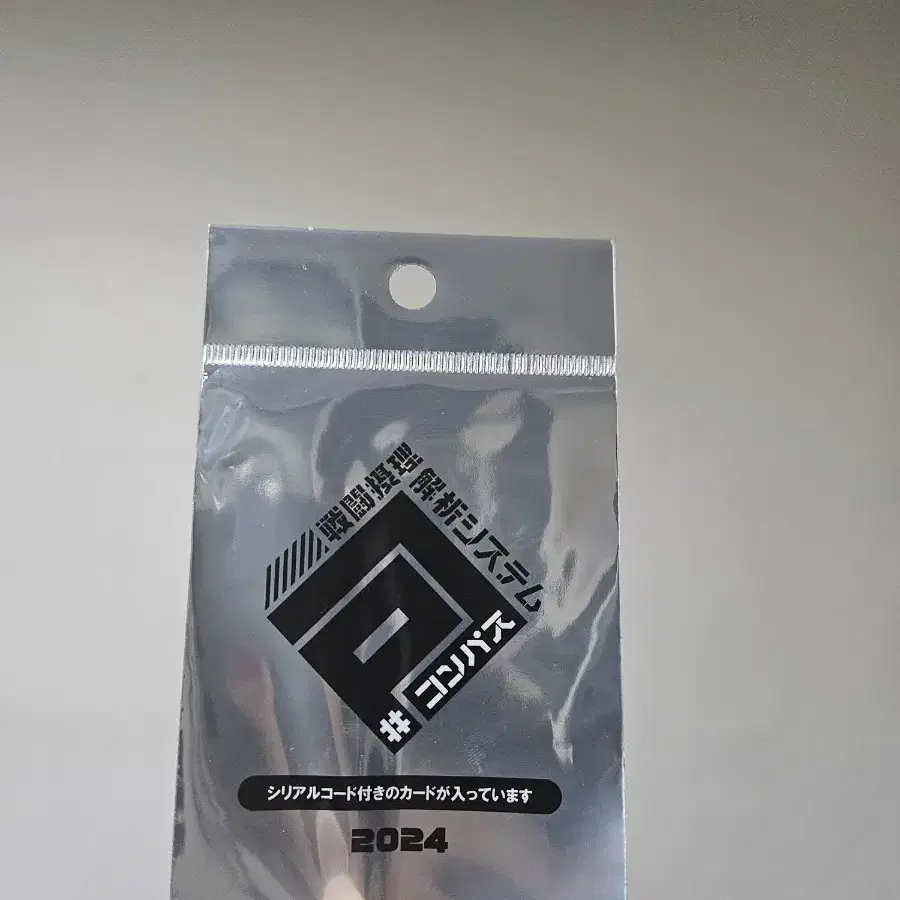 戦闘摂理
解析システム
#コンパス
シリアルコード付きのカードが入っています
2024